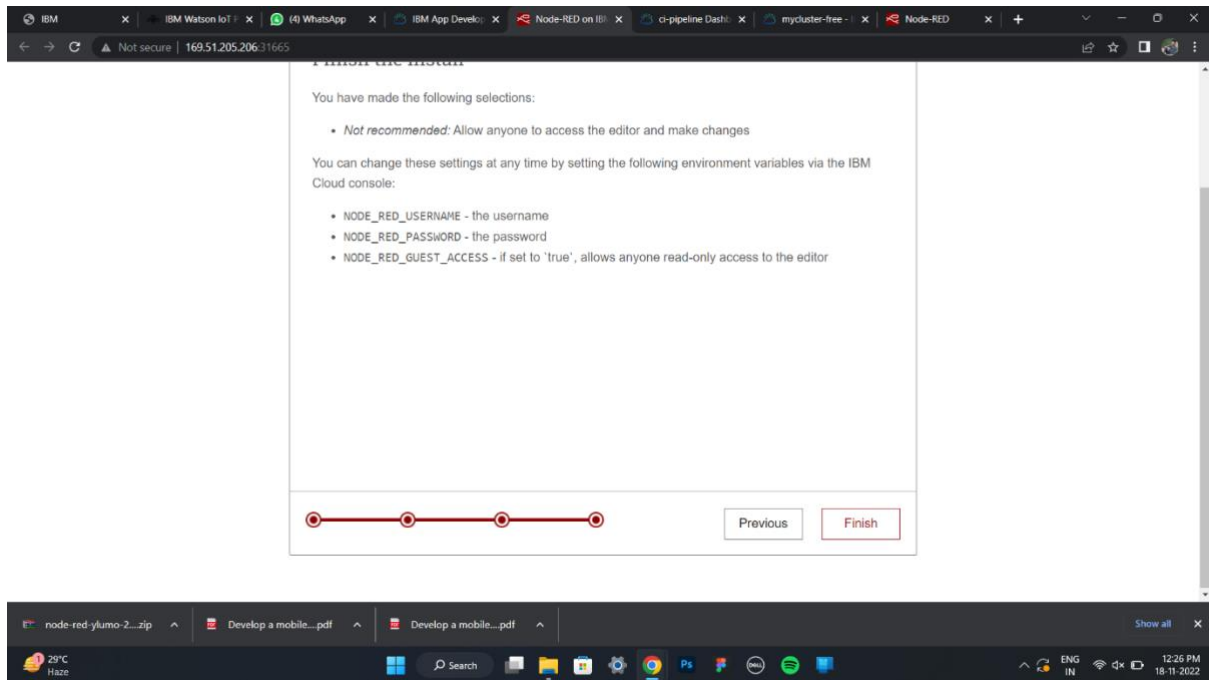 IBM
IBM Watson IoT P
(4) WhatsApp
IBM App Develop
Node-RED on IB
ci-pipeline Dashb
mycluster-free -
Node-RED
Not secure | 169.51.205.206:31665
Finish the install
You have made the following selections:
• Not recommended: Allow anyone to access the editor and make changes
You can change these settings at any time by setting the following environment variables via the IBM
Cloud console:
• NODE_RED_USERNAME - the username
• NODE_RED_PASSWORD - the password
• NODE_RED_GUEST_ACCESS - if set to `true`, allows anyone read-only access to the editor
Previous
Finish
node-red-ylumo-2....zip
Develop a mobile....pdf
Develop a mobile....pdf
Show all
29°C
Haze
Search
Ps
DELL
ENG
IN
12:26 PM
18-11-2022